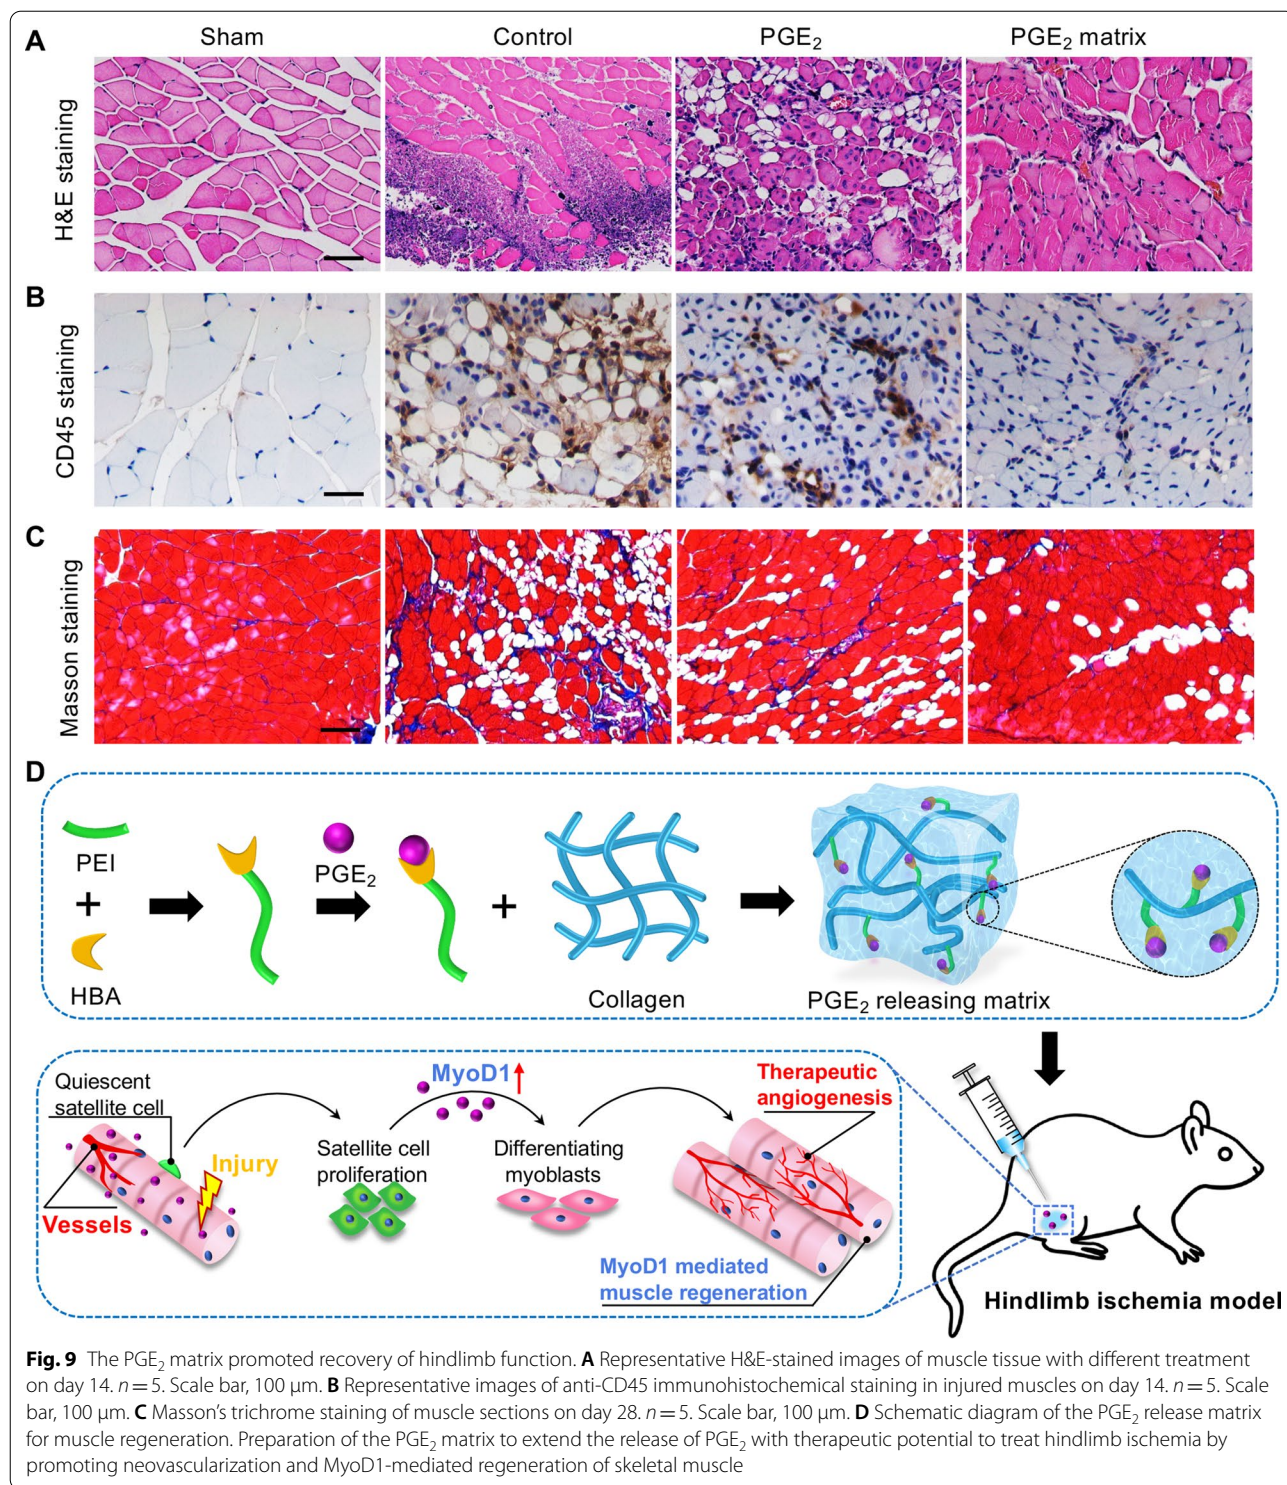 A
Sham
Control
PGE₂
PGE₂ matrix
H&E staining
B
CD45 staining
C
Masson staining
D
PEI
+
HBA
PGE₂
+
Collagen
PGE₂ releasing matrix
Quiescent
satellite cell
Injury
Vessels
Satellite cell
proliferation
MyoD1
Differentiating
myoblasts
Therapeutic
angiogenesis
MyoD1 mediated
muscle regeneration
Hindlimb ischemia model
Fig. 9 The PGE₂ matrix promoted recovery of hindlimb function. A Representative H&E-stained images of muscle tissue with different treatment
on day 14. n = 5. Scale bar, 100 μm. B Representative images of anti-CD45 immunohistochemical staining in injured muscles on day 14. n = 5. Scale
bar, 100 μm. C Masson's trichrome staining of muscle sections on day 28. n = 5. Scale bar, 100 μm. D Schematic diagram of the PGE₂ release matrix
for muscle regeneration. Preparation of the PGE₂ matrix to extend the release of PGE₂ with therapeutic potential to treat hindlimb ischemia by
promoting neovascularization and MyoD1-mediated regeneration of skeletal muscle